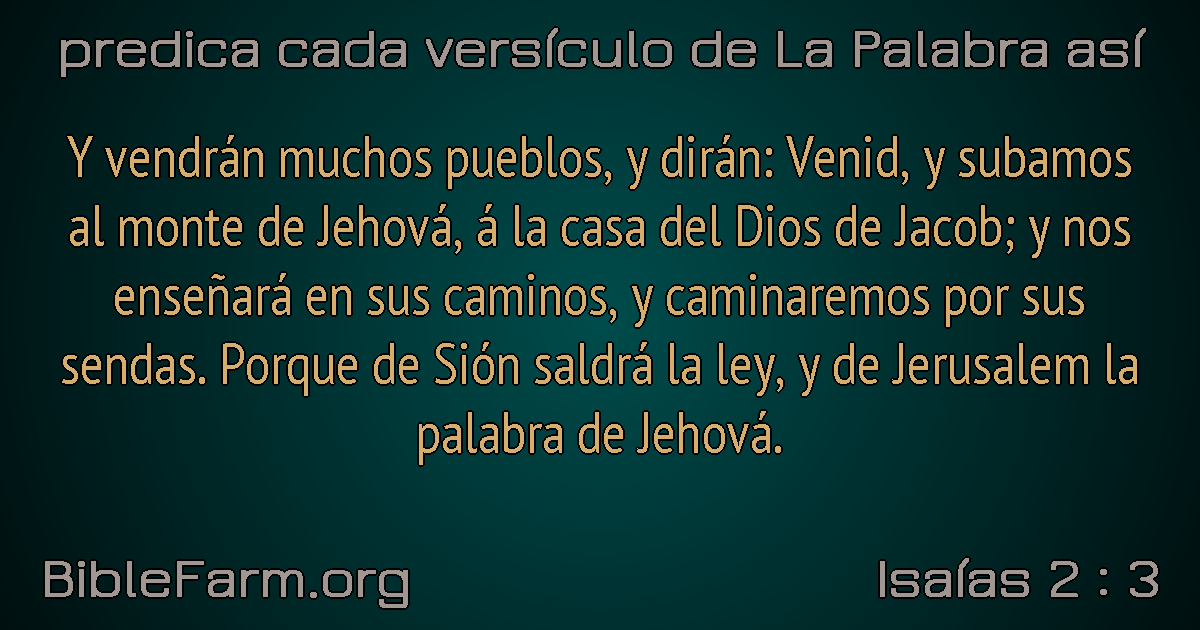 predica cada versículo de La Palabra así
Y vendrán muchos pueblos, y dirán: Venid, y subamos
al monte de Jehová, á la casa del Dios de Jacob; y nos
enseñará en sus caminos, y caminaremos por sus
sendas. Porque de Sión saldrá la ley, y de Jerusalem la
palabra de Jehová.
BibleFarm.org
Isaías 2 : 3